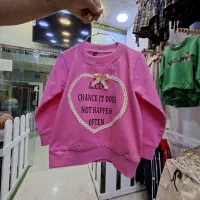 CHANCE IT DOES
NOT HAPPEN
OFTEN